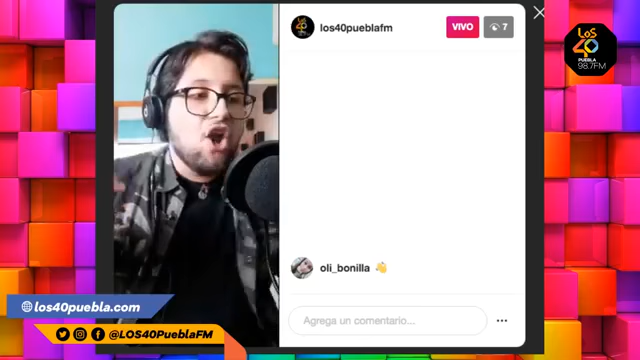 los40pueblafm
VIVO
7
LOS
40
PUEBLA
98.7FM
oli_bonilla
Agrega un comentario...
los40puebla.com
@LOS40PueblaFM